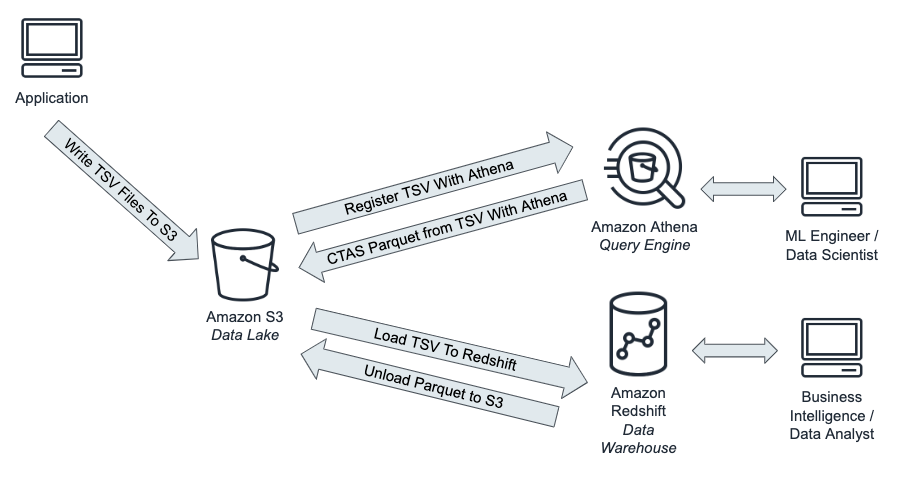 Application
Write TSV Files To S3
Register TSV With Athena
CTAS Parquet from TSV With Athena
Amazon Athena
Query Engine
ML Engineer /
Data Scientist
Amazon S3
Data Lake
Load TSV To Redshift
Unload Parquet to S3
Amazon
Redshift
Data
Warehouse
Business
Intelligence /
Data Analyst